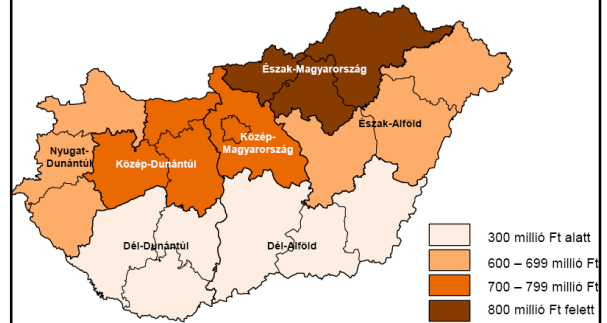 Észak-Magyarország
Észak-Alföld
Nyugat-
Dunántúl
Közép-Dunántúl
Közép-
Magyarország
Dél-Dunántúl
Dél-Alföld
300 millió Ft alatt
600 – 699 millió Ft
700 – 799 millió Ft
800 millió Ft felett